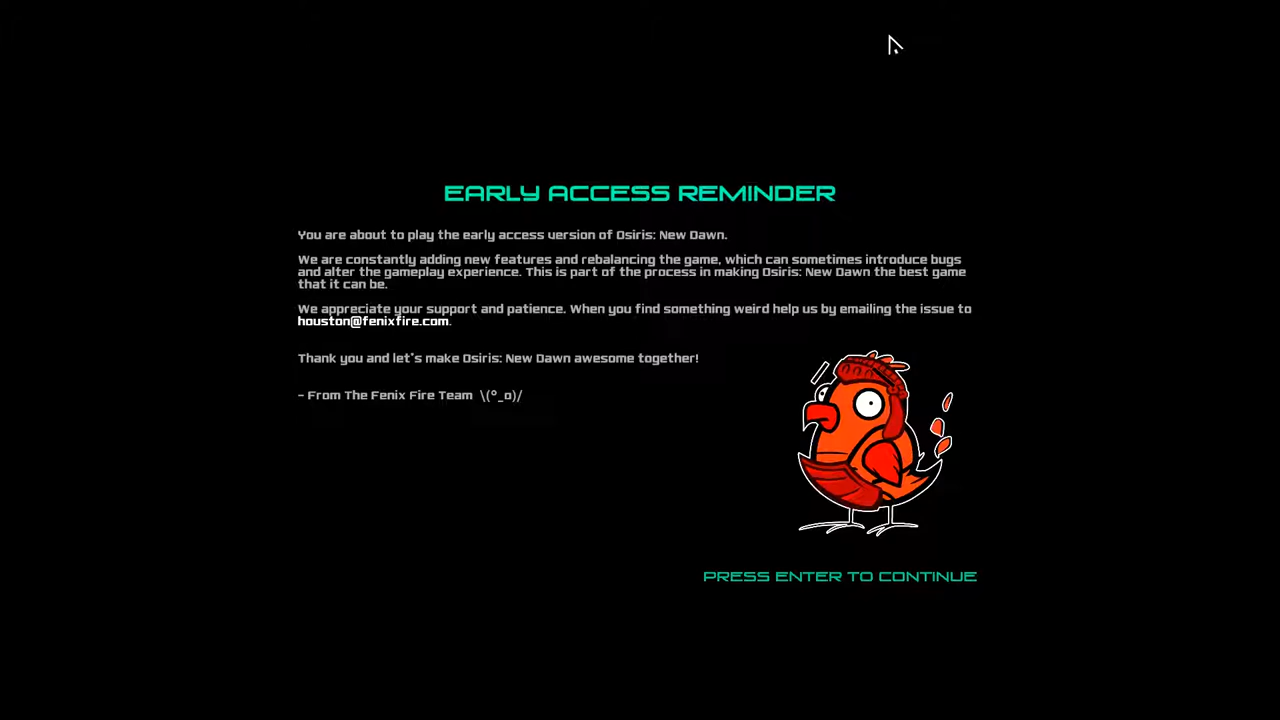 EARLY ACCESS REMINDER
You are about to play the early access version of Osiris: New Dawn.
We are constantly adding new features and rebalancing the game, which can sometimes introduce bugs
and alter the gameplay experience. This is part of the process in making Osiris: New Dawn the best game
that it can be.
We appreciate your support and patience. When you find something weird help us by emailing the issue to
houston@fenixfire.com.
Thank you and let's make Osiris: New Dawn awesome together!
- From The Fenix Fire Team \(°_o)/
PRESS ENTER TO CONTINUE